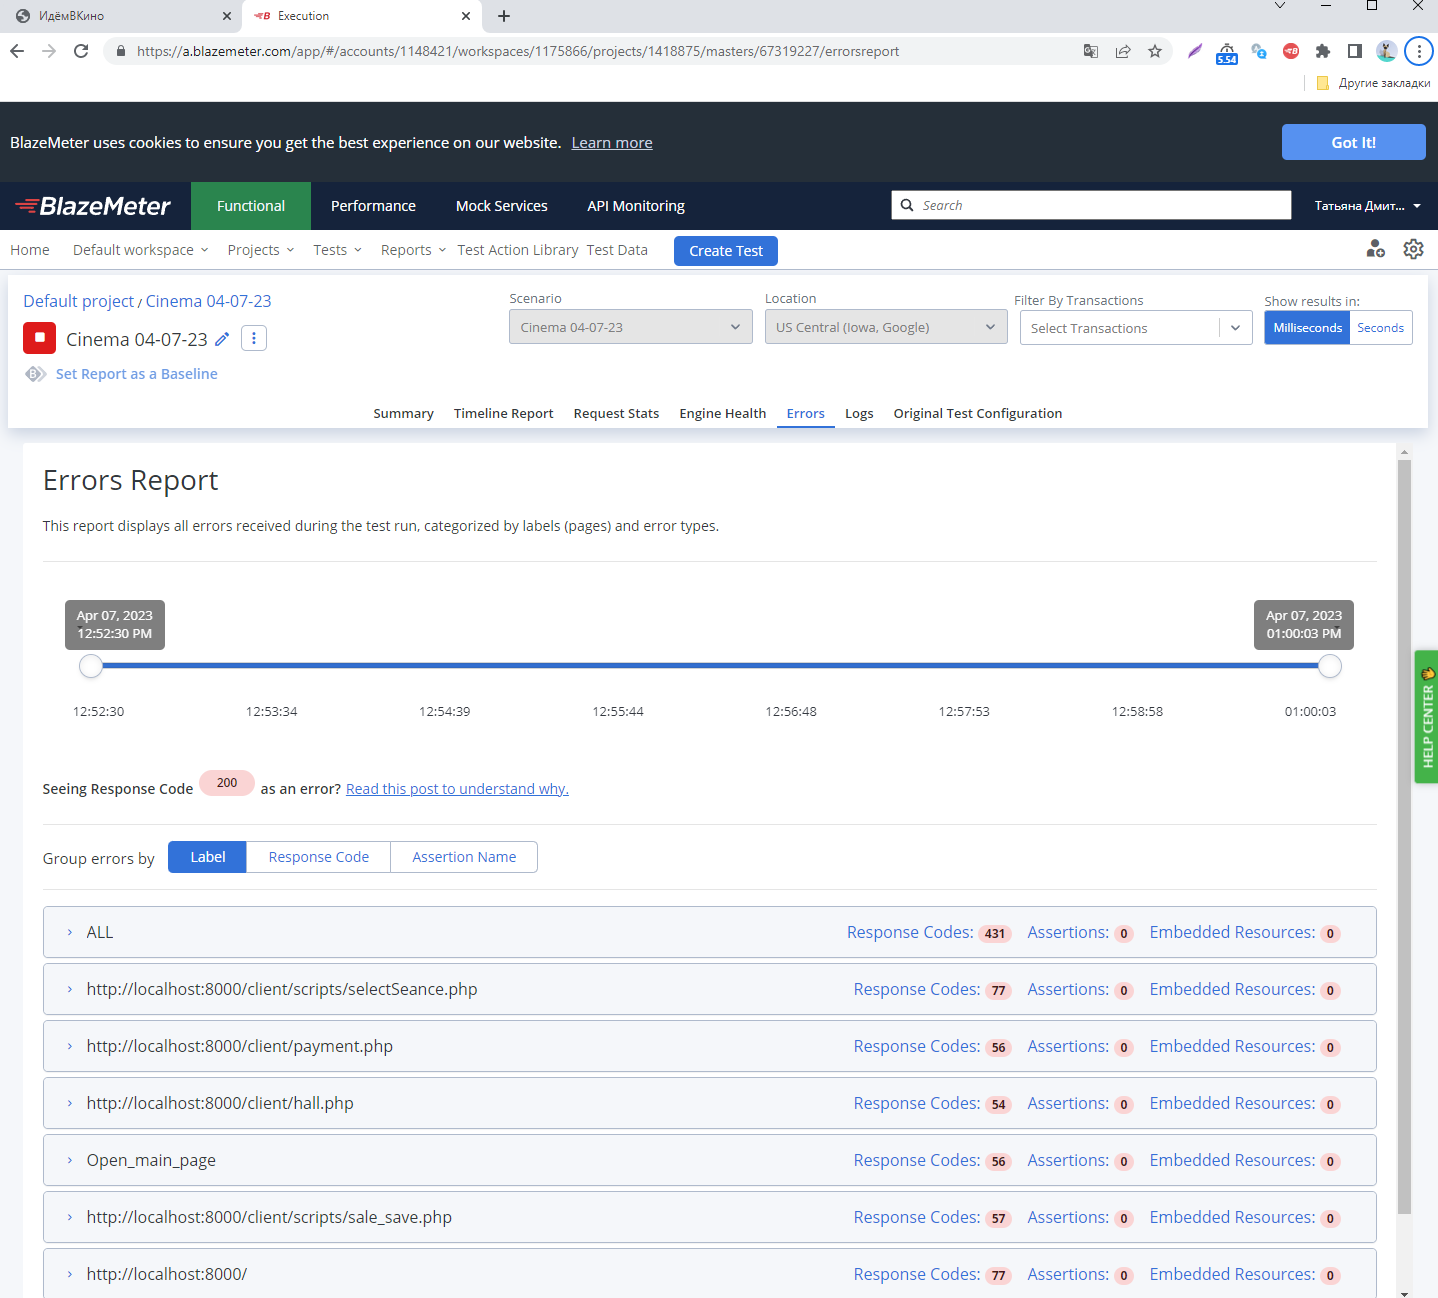 ИдёмВКино
Execution
https://a.blazemeter.com/app/#/accounts/1148421/workspaces/1175866/projects/1418875/masters/67319227/errorsreport
5.54
Другие закладки
BlazeMeter uses cookies to ensure you get the best experience on our website. Learn more
Got It!
BlazeMeter
Functional
Performance
Mock Services
API Monitoring
Search
Татьяна Дмит...
Home
Default workspace
Projects
Tests
Reports
Test Action Library
Test Data
Create Test
Default project / Cinema 04-07-23
Cinema 04-07-23
Set Report as a Baseline
Scenario
Cinema 04-07-23
Location
US Central (Iowa, Google)
Filter By Transactions
Select Transactions
Show results in:
Milliseconds
Seconds
Summary
Timeline Report
Request Stats
Engine Health
Errors
Logs
Original Test Configuration
Errors Report
This report displays all errors received during the test run, categorized by labels (pages) and error types.
Apr 07, 2023
12:52:30 PM
Apr 07, 2023
01:00:03 PM
12:52:30
12:53:34
12:54:39
12:55:44
12:56:48
12:57:53
12:58:58
01:00:03
HELP CENTER
Seeing Response Code 200 as an error? Read this post to understand why.
Group errors by
Label
Response Code
Assertion Name
ALL Response Codes: 431 Assertions: 0 Embedded Resources: 0
http://localhost:8000/client/scripts/selectSeance.php Response Codes: 77 Assertions: 0 Embedded Resources: 0
http://localhost:8000/client/payment.php Response Codes: 56 Assertions: 0 Embedded Resources: 0
http://localhost:8000/client/hall.php Response Codes: 54 Assertions: 0 Embedded Resources: 0
Open_main_page Response Codes: 56 Assertions: 0 Embedded Resources: 0
http://localhost:8000/client/scripts/sale_save.php Response Codes: 57 Assertions: 0 Embedded Resources: 0
http://localhost:8000/ Response Codes: 77 Assertions: 0 Embedded Resources: 0